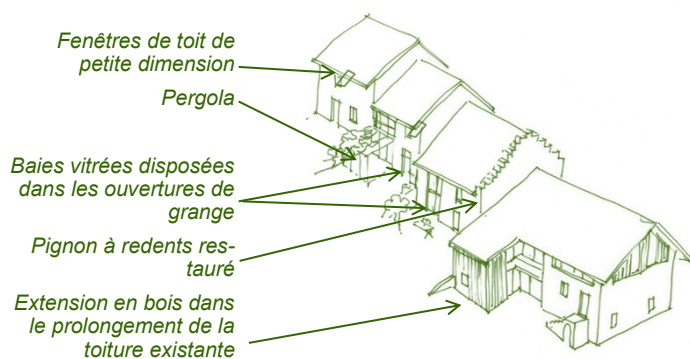 Fenêtres de toit de
petite dimension
Pergola
Baies vitrées disposées
dans les ouvertures de
grange
Pignon à redents res-
tauré
Extension en bois dans
le prolongement de la
toiture existante